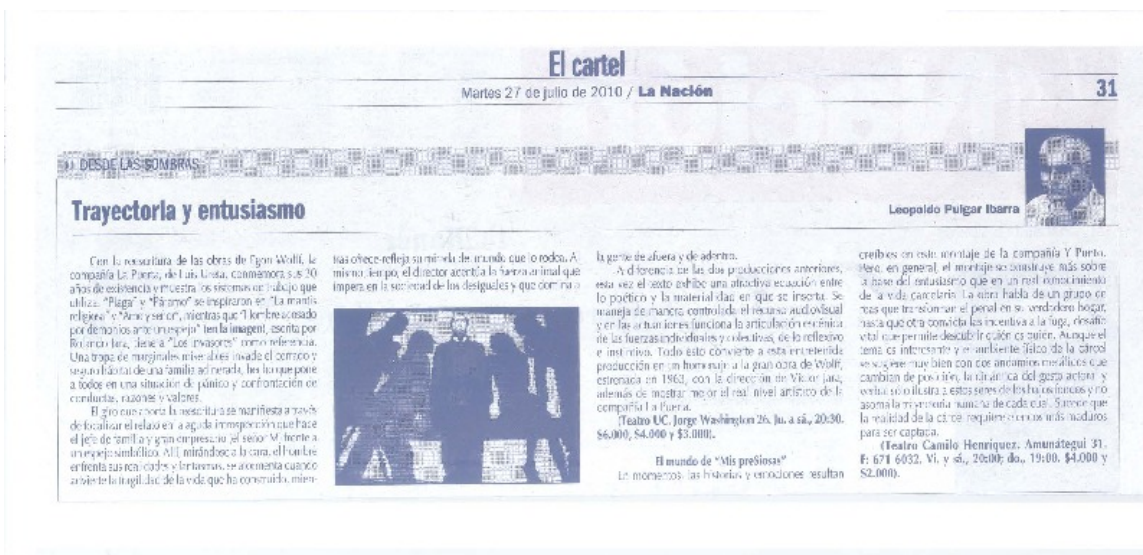 El cartel
Martes 27 de julio de 2010 / La Nación
31
DESDE LAS SOMBRAS
Trayectoria y entusiasmo
Leopoldo Pulgar Ibarra
Con la reescritura de las obras de Egon Wolff, la
compañía La Puerta, de Luis Ureta, conmemora sus 20
años de existencia y muestra los sistemas de trabajo que
utiliza. "Plaga" y "Páramo" se inspiraron en "La mantis
religiosa" y "Amo y señor", mientras que "Hombre acosado
por demonios ante un espejo" (en la imagen), escrita por
Rolando Jara, tiene a "Los invasores" como referencia.
Una tropa de marginales miserables invade el cerrado y
seguro hábitat de una familia adinerada, hecho que pone
a todos en una situación de pánico y confrontación de
conductas, razones y valores.
El giro que aporta la reescritura se manifiesta a través
de focalizar el relato en la aguda introspección que hace
el jefe de familia y gran empresario (el señor M) frente a
un espejo simbólico. Allí, mirándose a la cara, el hombre
enfrenta sus realidades y fantasmas, se atormenta cuando
advierte la fragilidad de la vida que ha construido, mien-
tras ofrece-refleja su mirada del mundo que lo rodea. Al
mismo tiempo, el director acentúa la fuerza animal que
impera en la sociedad de los desiguales y que domina a
la gente de afuera y de adentro.
A diferencia de las dos producciones anteriores,
esta vez el texto exhibe una atractiva ecuación entre
lo poético y la materialidad en que se inserta. Se
maneja de manera controlada el recurso audiovisual
y en las actuaciones funciona la articulación escénica
de las fuerzas individuales y colectivas, de lo reflexivo
e instintivo. Todo esto convierte a esta entretenida
producción en un homenaje a la gran obra de Wolff,
estrenada en 1963, con la dirección de Víctor Jara,
además de mostrar mejor el real nivel artístico de la
compañía La Puerta.
(Teatro UC. Jorge Washington 26. Ju. a sá., 20:30.
$6.000, $4.000 y $3.000).
El mundo de "Mis preSiosas"
En momentos, las historias y emociones resultan
creíbles en este montaje de la compañía Y Punto.
Pero, en general, el montaje se construye más sobre
la base del entusiasmo que en un real conocimiento
de la vida carcelaria. La obra habla de un grupo de
reas que transforman el penal en su verdadero hogar,
hasta que otra convicta las incentiva a la fuga, desafío
vital que permite descubrir quién es quién. Aunque el
tema es interesante y el ambiente físico de la cárcel
se sugiere muy bien con dos andamios metálicos que
cambian de posición, la dinámica del gesto actoral y
verbal sólo ilustra a estos seres de los bajos fondos y no
asoma la trayectoria humana de cada cual. Sucede que
la realidad de la cárcel requiere elencos más maduros
para ser captada.
(Teatro Camilo Henríquez. Amunátegui 31.
F: 671 6032. Vi. y sá., 20:00; do., 19:00. $4.000 y
$2.000).